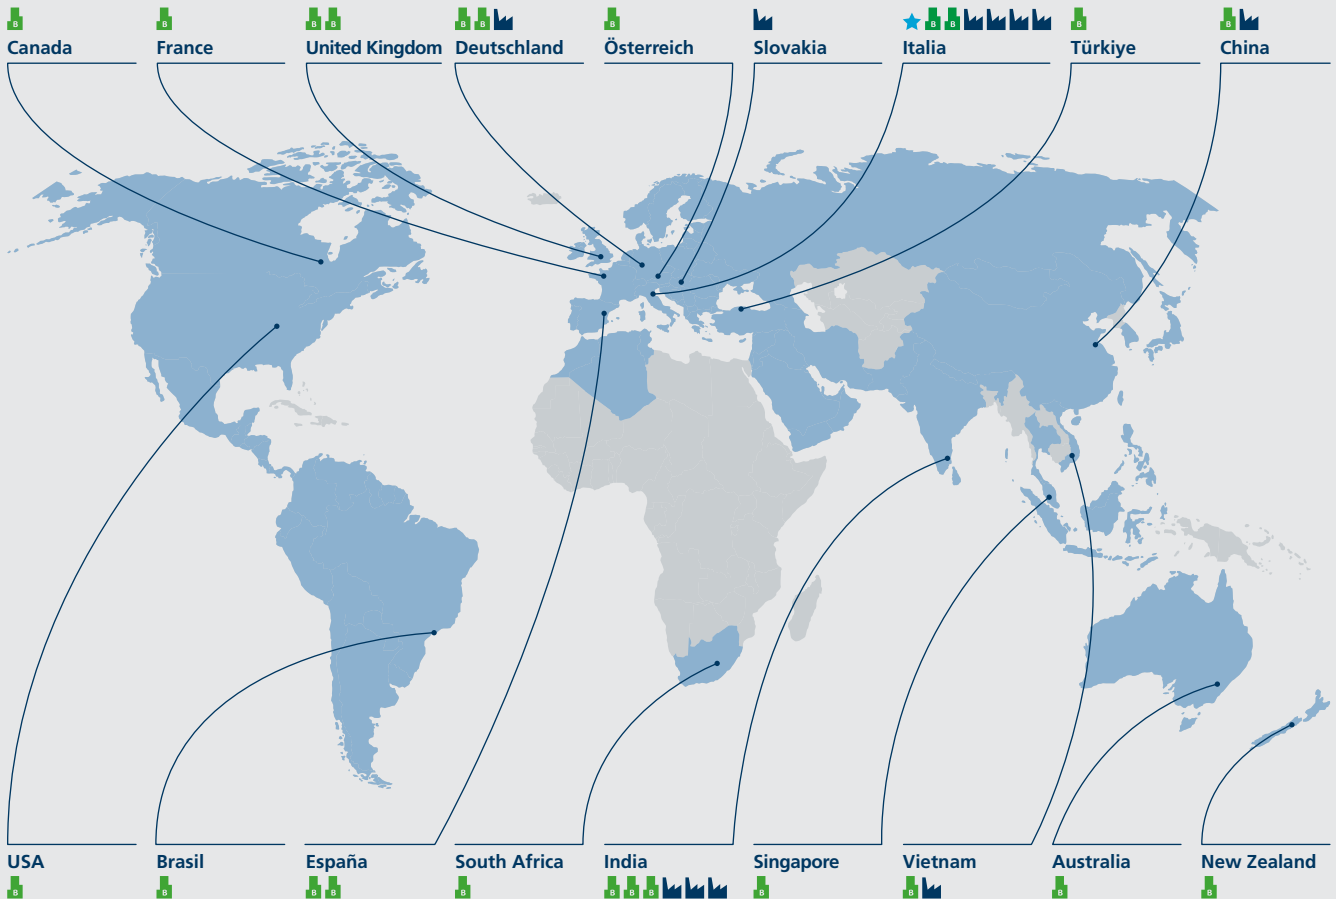 B B B B B B B B B B B
Canada France United Kingdom Deutschland Österreich Slovakia Italia Türkiye China
USA Brasil España South Africa India Singapore Vietnam Australia New Zealand
B B B B B B B B B B B B